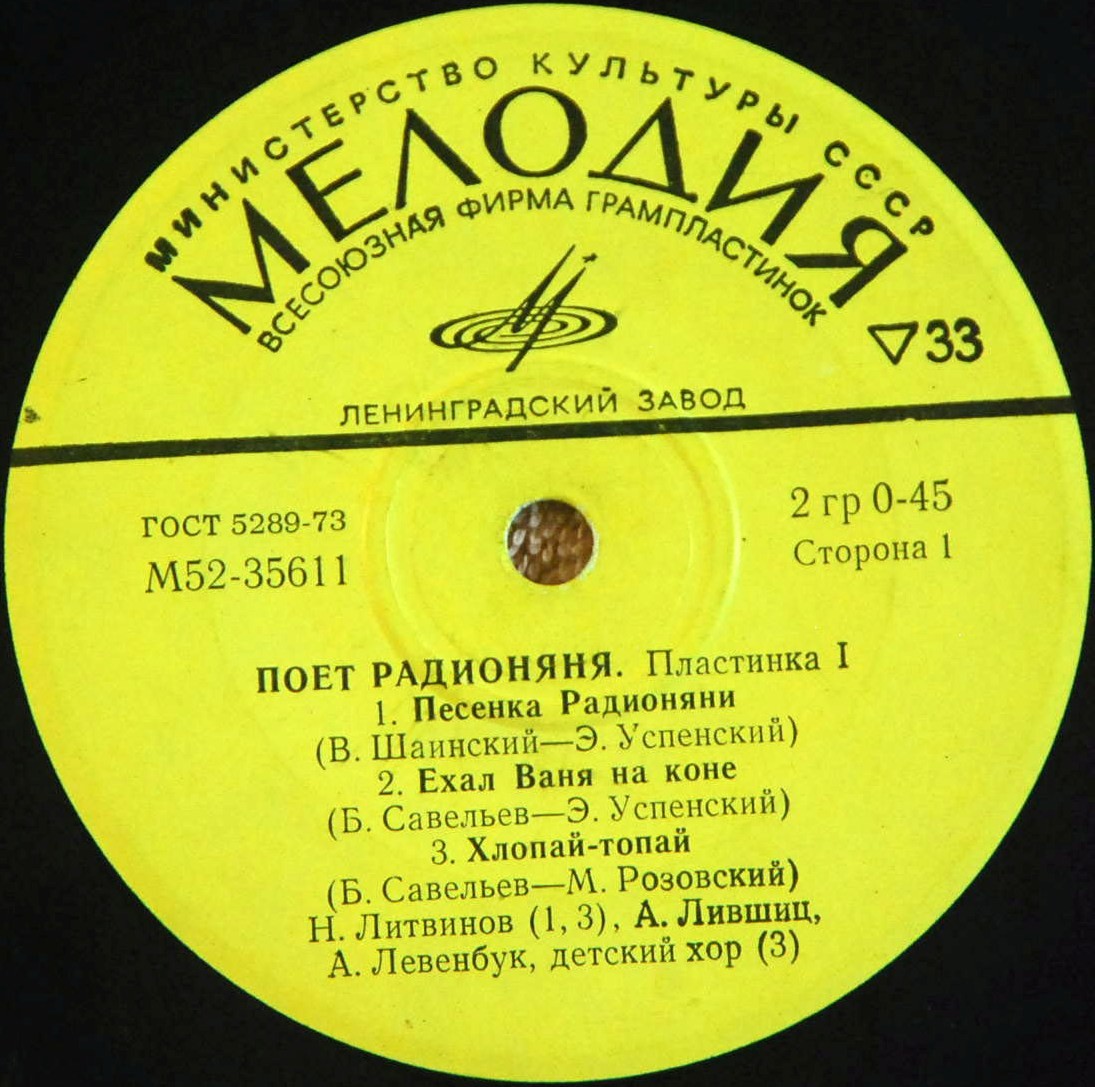 МИНИСТЕРСТВО КУЛЬТУРЫ СССР
МЕЛОДИЯ
ВСЕСОЮЗНАЯ ФИРМА ГРАМПЛАСТИНОК
▽33
ЛЕНИНГРАДСКИЙ ЗАВОД
ГОСТ 5289-73
М52-35611
2 гр 0-45
Сторона 1
ПОЕТ РАДИОНЯНЯ. Пластинка I
1. Песенка Радионяни
(В. Шаинский—Э. Успенский)
2. Ехал Ваня на коне
(Б. Савельев—Э. Успенский)
3. Хлопай-топай
(Б. Савельев—М. Розовский)
Н. Литвинов (1, 3), А. Лившиц,
А. Левенбук, детский хор (3)